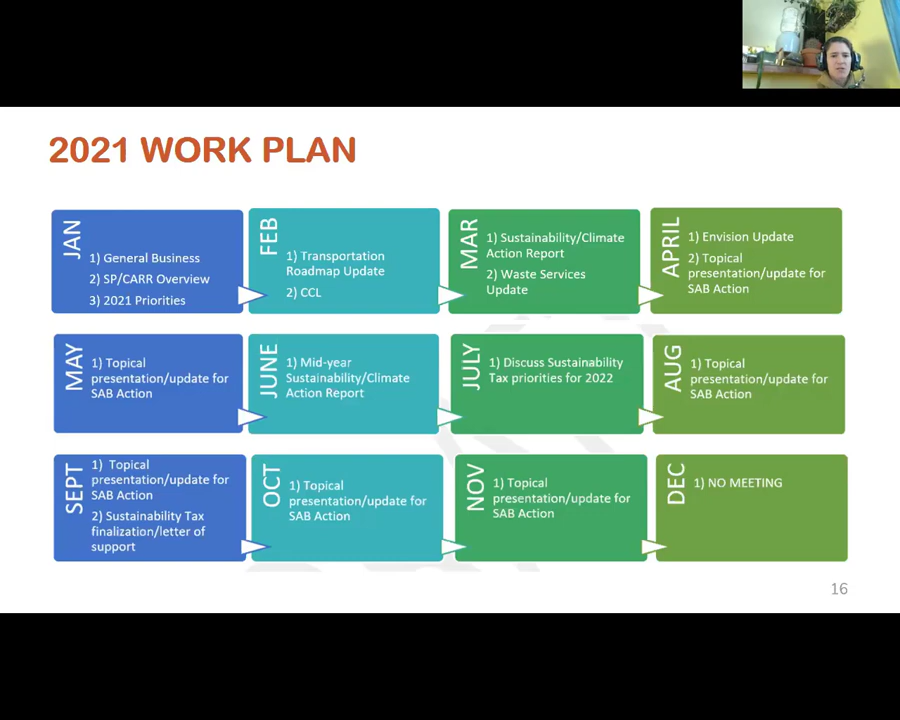 2021 WORK PLAN
JAN
1) General Business
2) SP/CARR Overview
3) 2021 Priorities
FEB
1) Transportation
Roadmap Update
2) CCL
MAR
1) Sustainability/Climate
Action Report
2) Waste Services
Update
APRIL
1) Envision Update
2) Topical
presentation/update for
SAB Action
MAY
1) Topical
presentation/update for
SAB Action
JUNE
1) Mid-year
Sustainability/Climate
Action Report
JULY
1) Discuss Sustainability
Tax priorities for 2022
AUG
1) Topical
presentation/update for
SAB Action
SEPT
1) Topical
presentation/update for
SAB Action
2) Sustainability Tax
finalization/letter of
support
OCT
1) Topical
presentation/update for
SAB Action
NOV
1) Topical
presentation/update for
SAB Action
DEC
1) NO MEETING
16